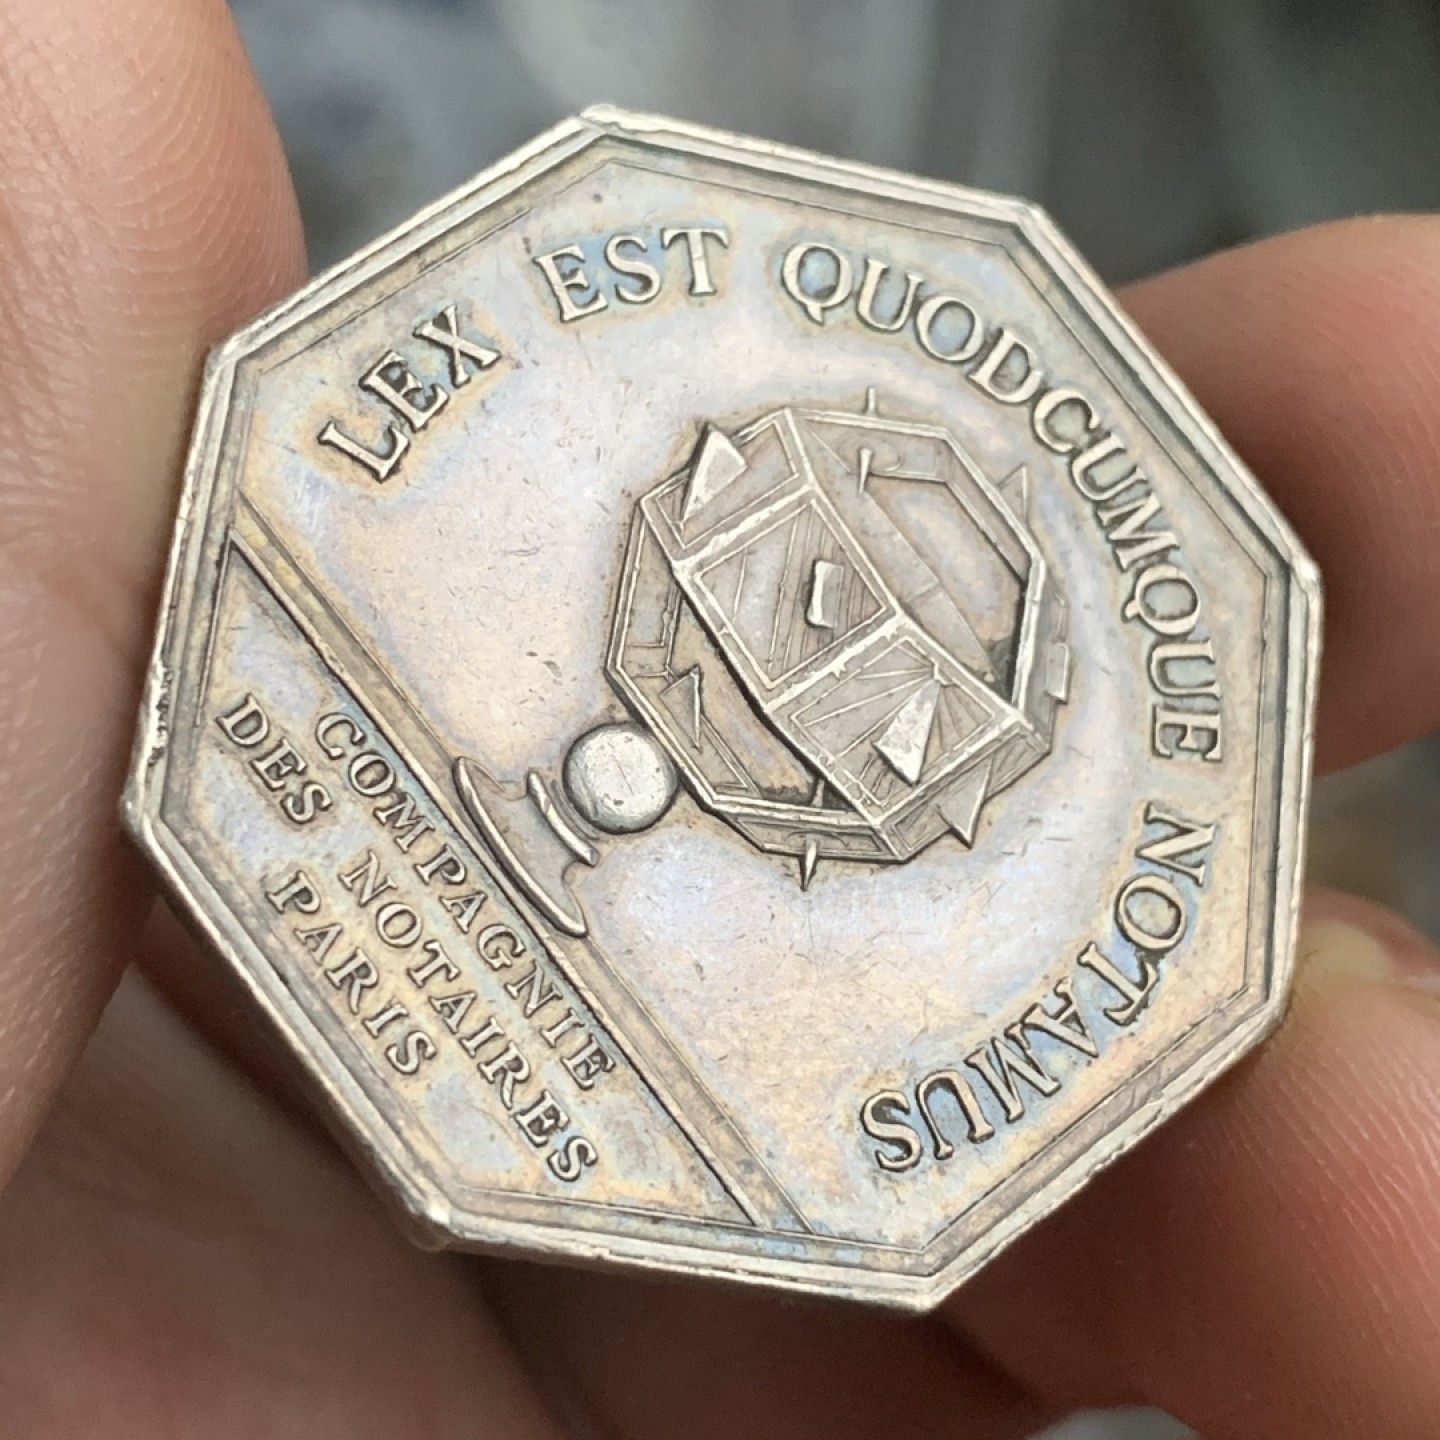 LEX EST QUODCUMQUE NOTAMUS
COMPAGNIE
DES NOTAIRES
PARIS